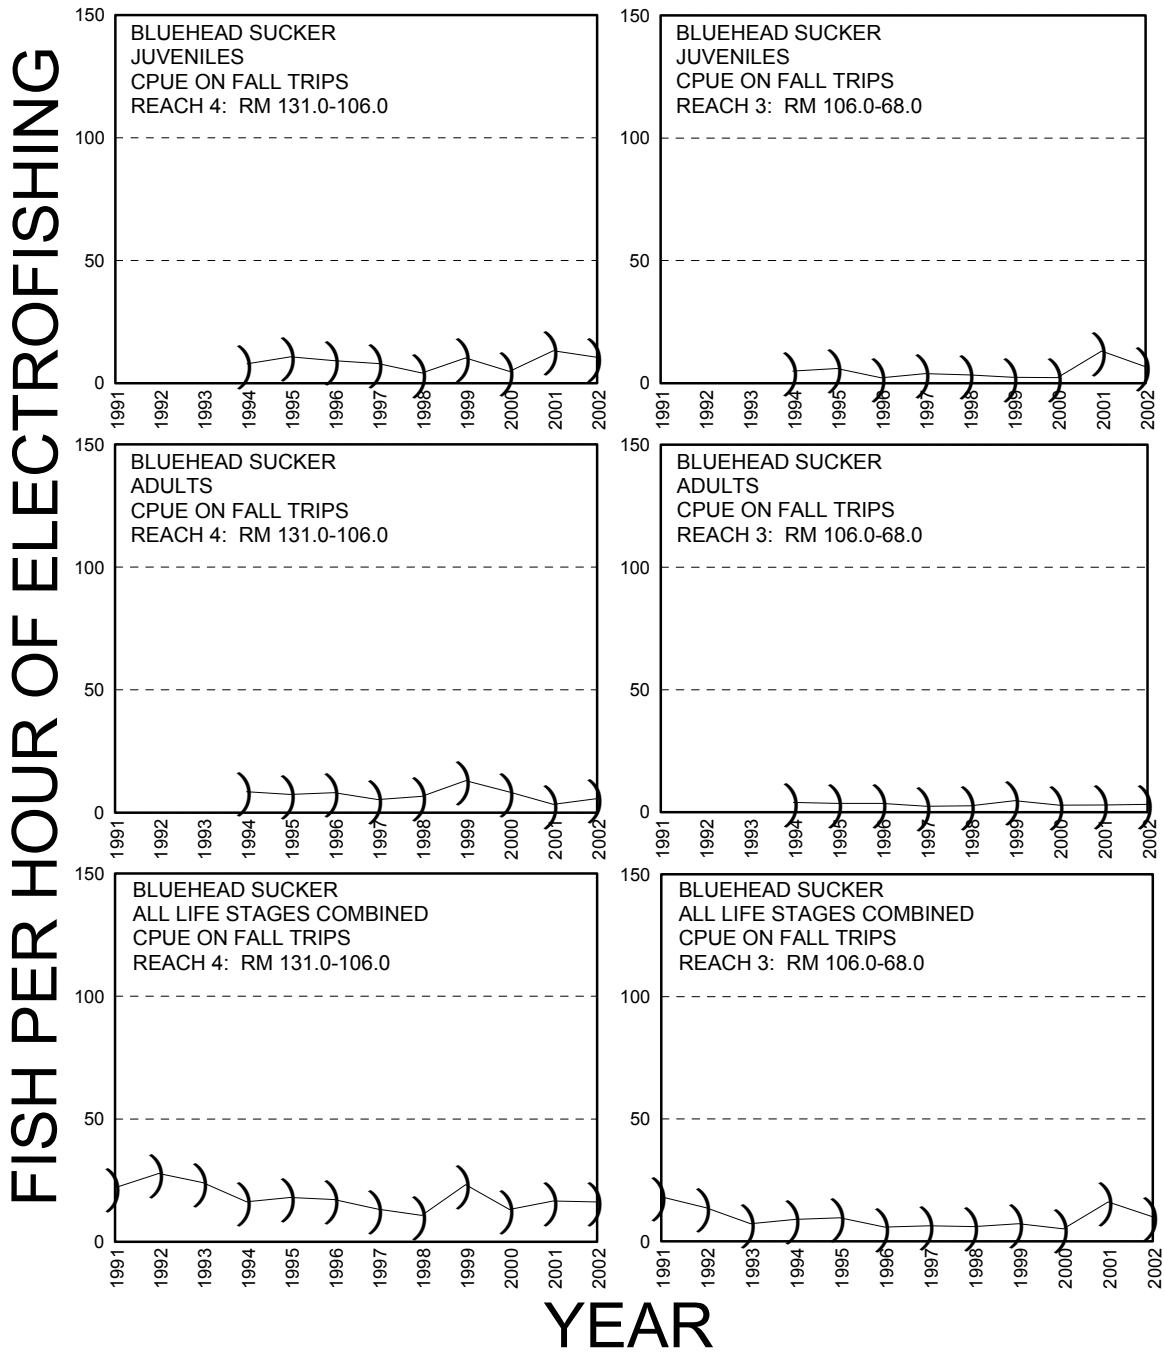 FISH PER HOUR OF ELECTROFISHING
150
BLUEHEAD SUCKER
JUVENILES
CPUE ON FALL TRIPS
REACH 4: RM 131.0-106.0
100
50
0
1991 1992 1993 1994 1995 1996 1997 1998 1999 2000 2001 2002
150
BLUEHEAD SUCKER
JUVENILES
CPUE ON FALL TRIPS
REACH 3: RM 106.0-68.0
100
50
0
1991 1992 1993 1994 1995 1996 1997 1998 1999 2000 2001 2002
150
BLUEHEAD SUCKER
ADULTS
CPUE ON FALL TRIPS
REACH 4: RM 131.0-106.0
100
50
0
1991 1992 1993 1994 1995 1996 1997 1998 1999 2000 2001 2002
150
BLUEHEAD SUCKER
ADULTS
CPUE ON FALL TRIPS
REACH 3: RM 106.0-68.0
100
50
0
1991 1992 1993 1994 1995 1996 1997 1998 1999 2000 2001 2002
150
BLUEHEAD SUCKER
ALL LIFE STAGES COMBINED
CPUE ON FALL TRIPS
REACH 4: RM 131.0-106.0
100
50
0
1991 1992 1993 1994 1995 1996 1997 1998 1999 2000 2001 2002
150
BLUEHEAD SUCKER
ALL LIFE STAGES COMBINED
CPUE ON FALL TRIPS
REACH 3: RM 106.0-68.0
100
50
0
1991 1992 1993 1994 1995 1996 1997 1998 1999 2000 2001 2002
YEAR